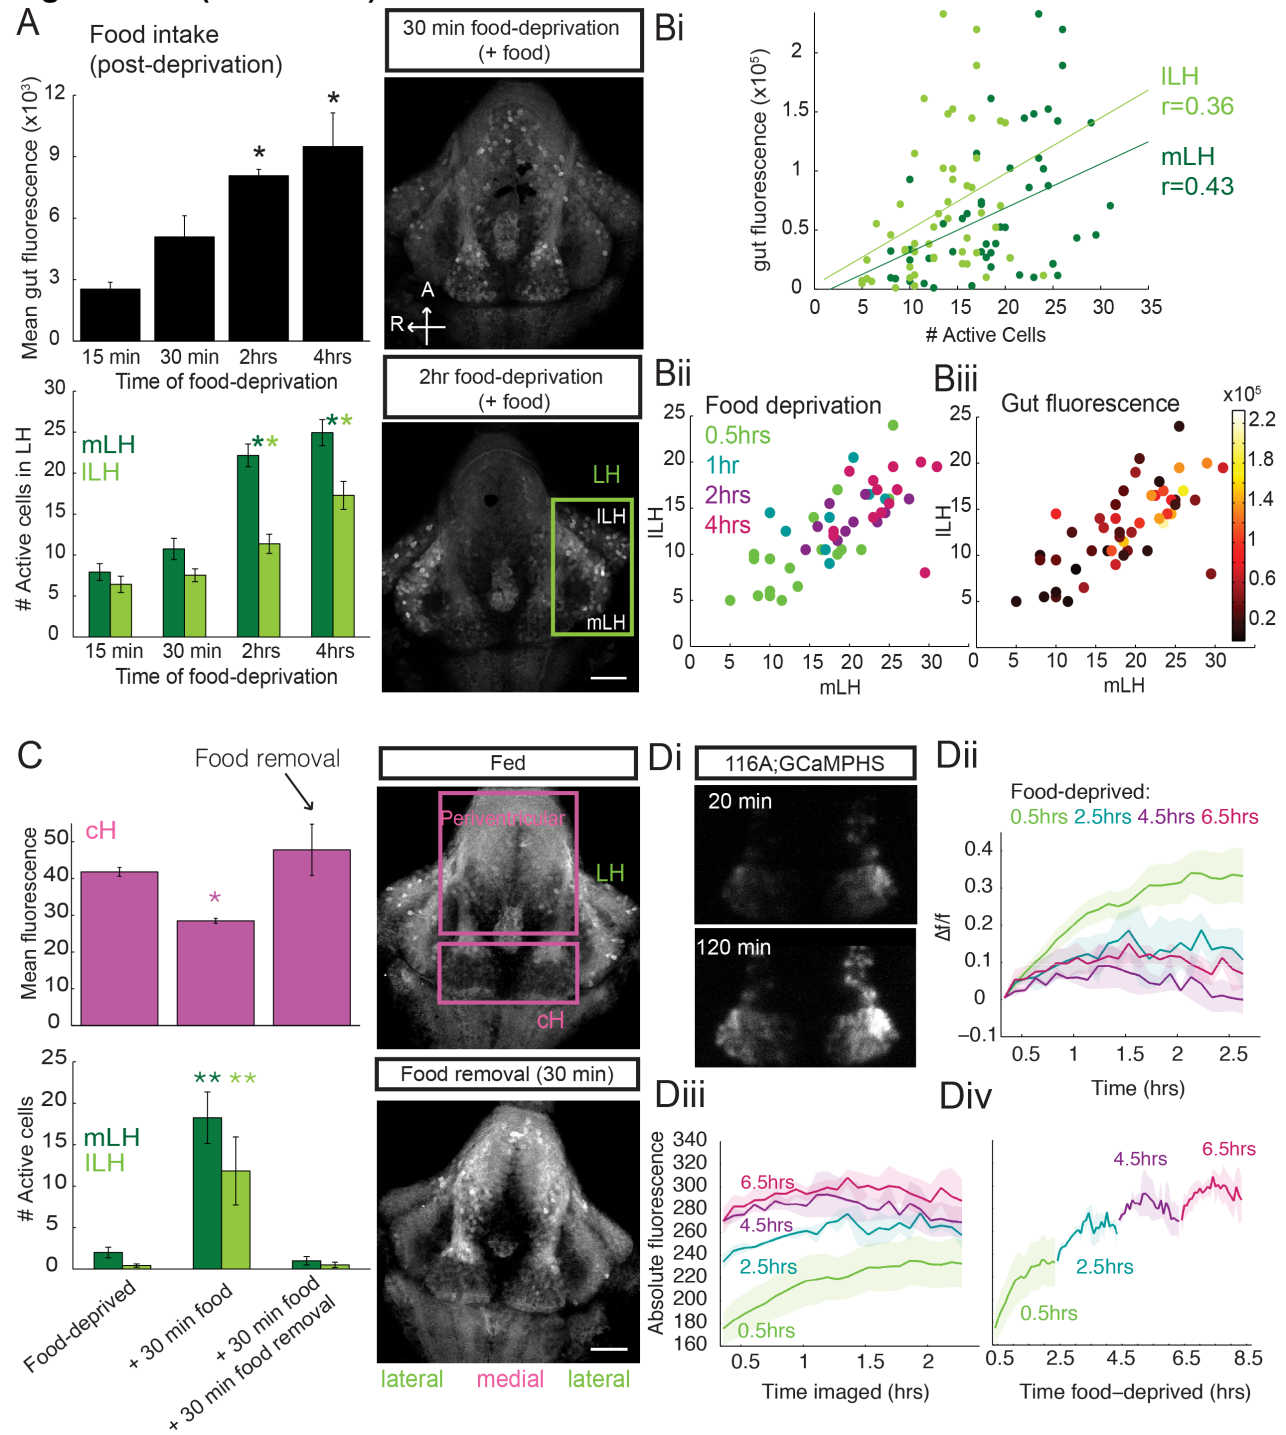 A
Food intake
(post-deprivation)
Mean gut fluorescence (x10³)
12
9
6
3
0
*
*
15 min
30 min
2hrs
4hrs
Time of food-deprivation
# Active cells in LH
30
25
20
15
10
5
0
mLH
lLH
**
**
15 min
30 min
2hrs
4hrs
Time of food-deprivation
30 min food-deprivation
(+ food)
A
R
2hr food-deprivation
(+ food)
LH
lLH
mLH
Bi
gut fluorescence (x10⁵)
2
1.5
1
0.5
0
0
5
10
15
20
25
30
35
# Active Cells
lLH
r=0.36
mLH
r=0.43
Bii
Food deprivation
0.5hrs
1hr
2hrs
4hrs
lLH
25
20
15
10
5
0
0
5
10
15
20
25
30
mLH
Biii
Gut fluorescence
lLH
25
20
15
10
5
0
5
10
15
20
25
30
mLH
x10⁵
2.2
1.8
1.4
1
0.6
0.2
C
Food removal
cH
Mean fluorescence
50
40
30
20
10
0
*
# Active cells
25
20
15
10
5
0
mLH
lLH
** **
Food-deprived
+ 30 min food
+ 30 min food
+ 30 min food removal
Fed
Periventricular
LH
cH
Food removal (30 min)
lateral
medial
lateral
Di
116A;GCaMPHS
20 min
120 min
Dii
Food-deprived:
0.5hrs 2.5hrs 4.5hrs 6.5hrs
Δf/f
0.4
0.3
0.2
0.1
0
–0.1
0.5
1
1.5
2
2.5
Time (hrs)
Diii
Absolute fluorescence
340
320
300
280
260
240
220
200
180
160
6.5hrs
4.5hrs
2.5hrs
0.5hrs
0.5
1
1.5
2
Time imaged (hrs)
Div
4.5hrs
6.5hrs
2.5hrs
0.5hrs
0.5
2.5
4.5
6.5
8.5
Time food–deprived (hrs)